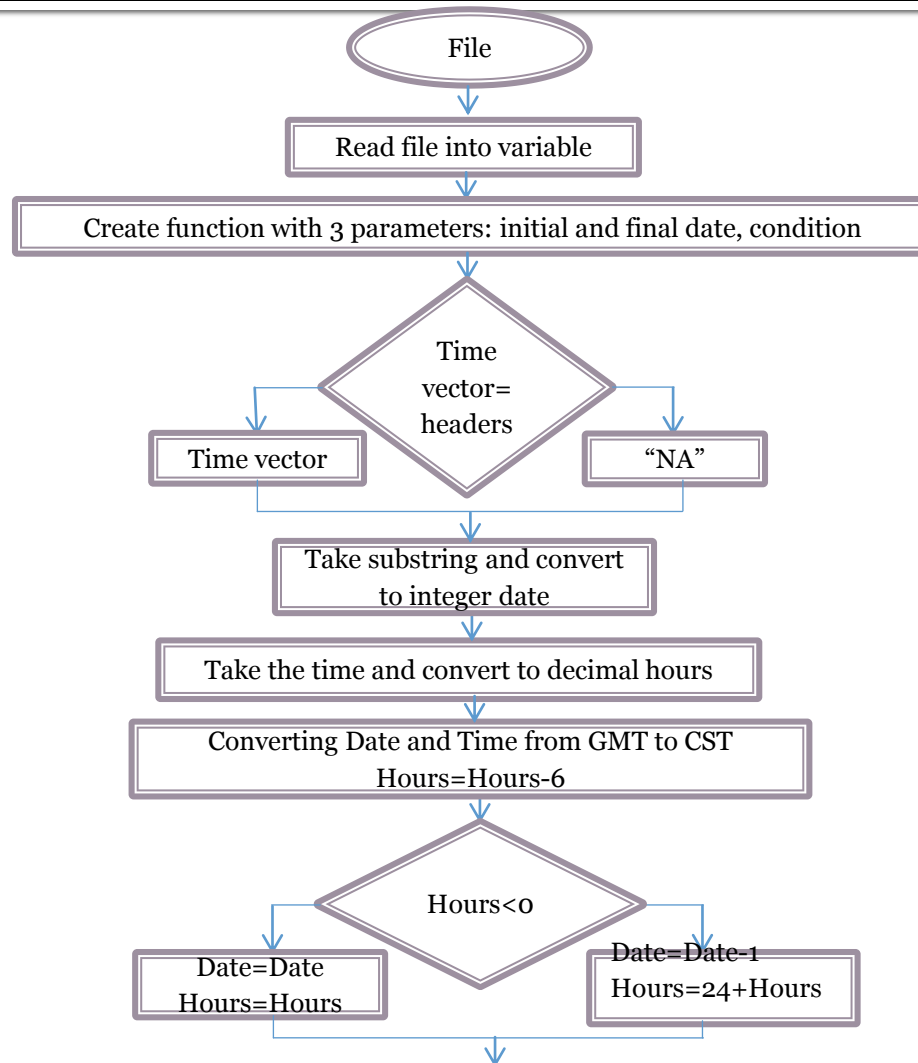 File
Read file into variable
Create function with 3 parameters: initial and final date, condition
Time
vector=
headers
Time vector
“NA”
Take substring and convert
to integer date
Take the time and convert to decimal hours
Converting Date and Time from GMT to CST
Hours=Hours-6
Hours<0
Date=Date
Hours=Hours
Date=Date-1
Hours=24+Hours